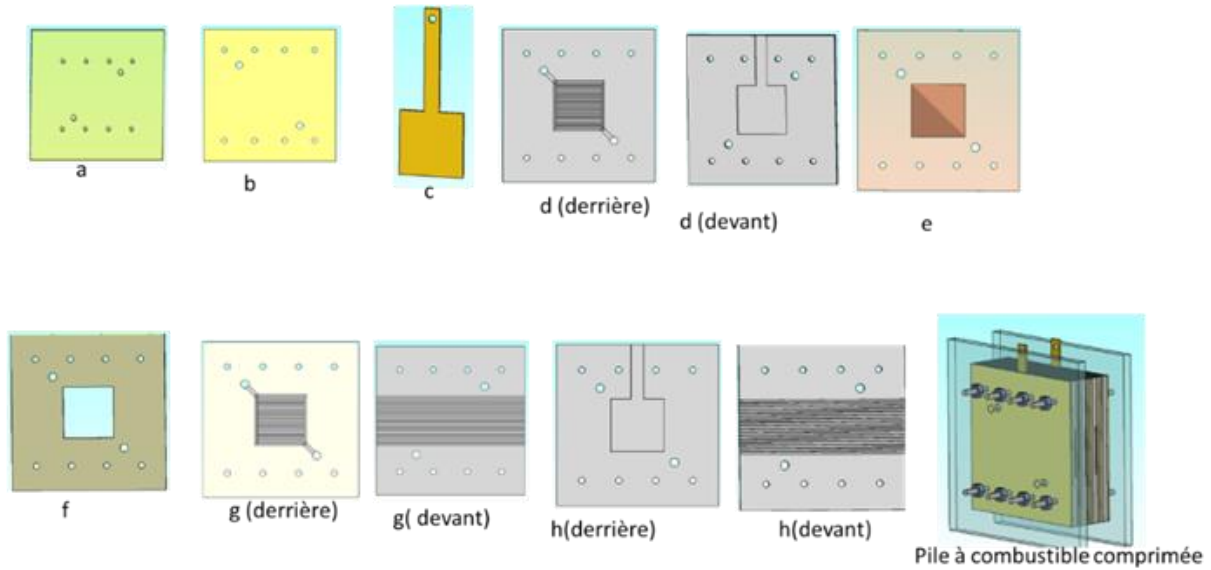 a
b
c
d (derrière)
d (devant)
e
f
g (derrière)
g( devant)
h(derrière)
h(devant)
Pile à combustible comprimée